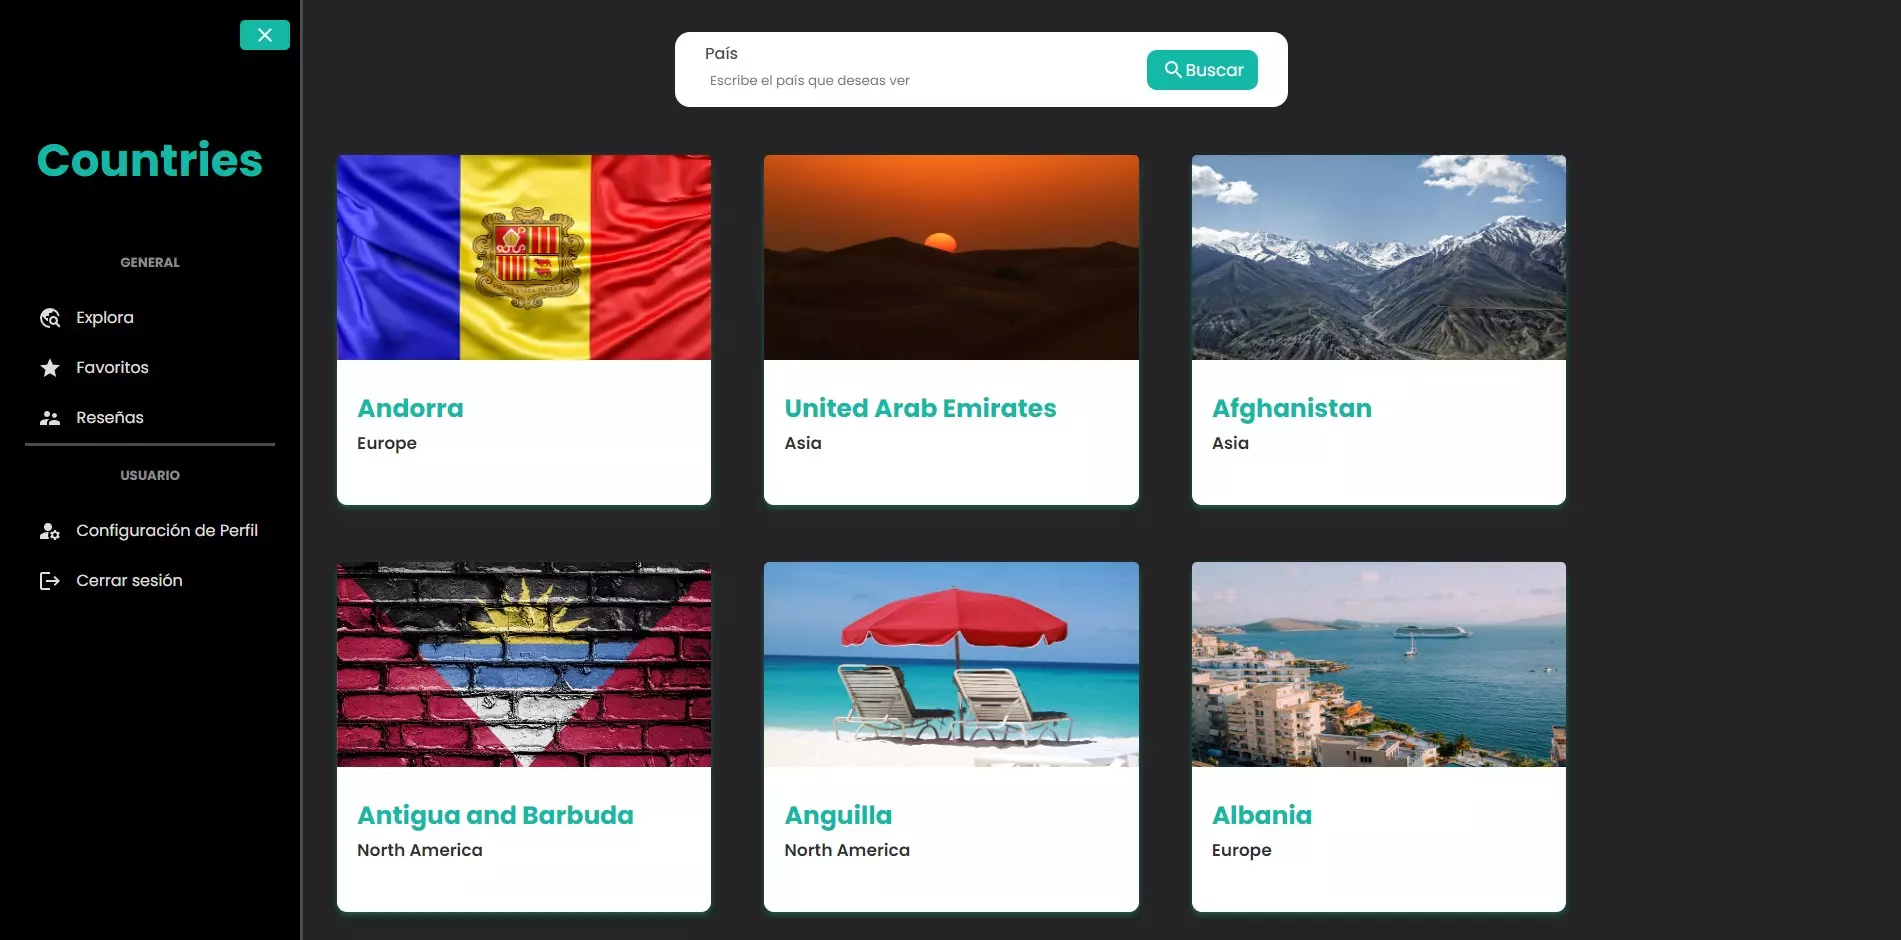 Countries
GENERAL
Explora
Favoritos
Reseñas
USUARIO
Configuración de Perfil
Cerrar sesión
País
Escribe el país que deseas ver
Buscar
Andorra
Europe
United Arab Emirates
Asia
Afghanistan
Asia
Antigua and Barbuda
North America
Anguilla
North America
Albania
Europe